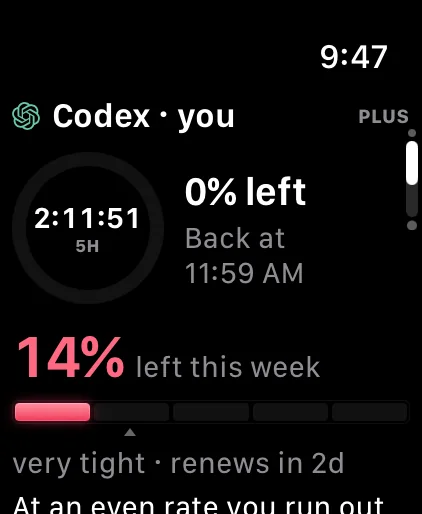 9:47
Codex · you PLUS
2:11:51
5H
0% left
Back at
11:59 AM
14% left this week
very tight · renews in 2d
At an even rate you run out